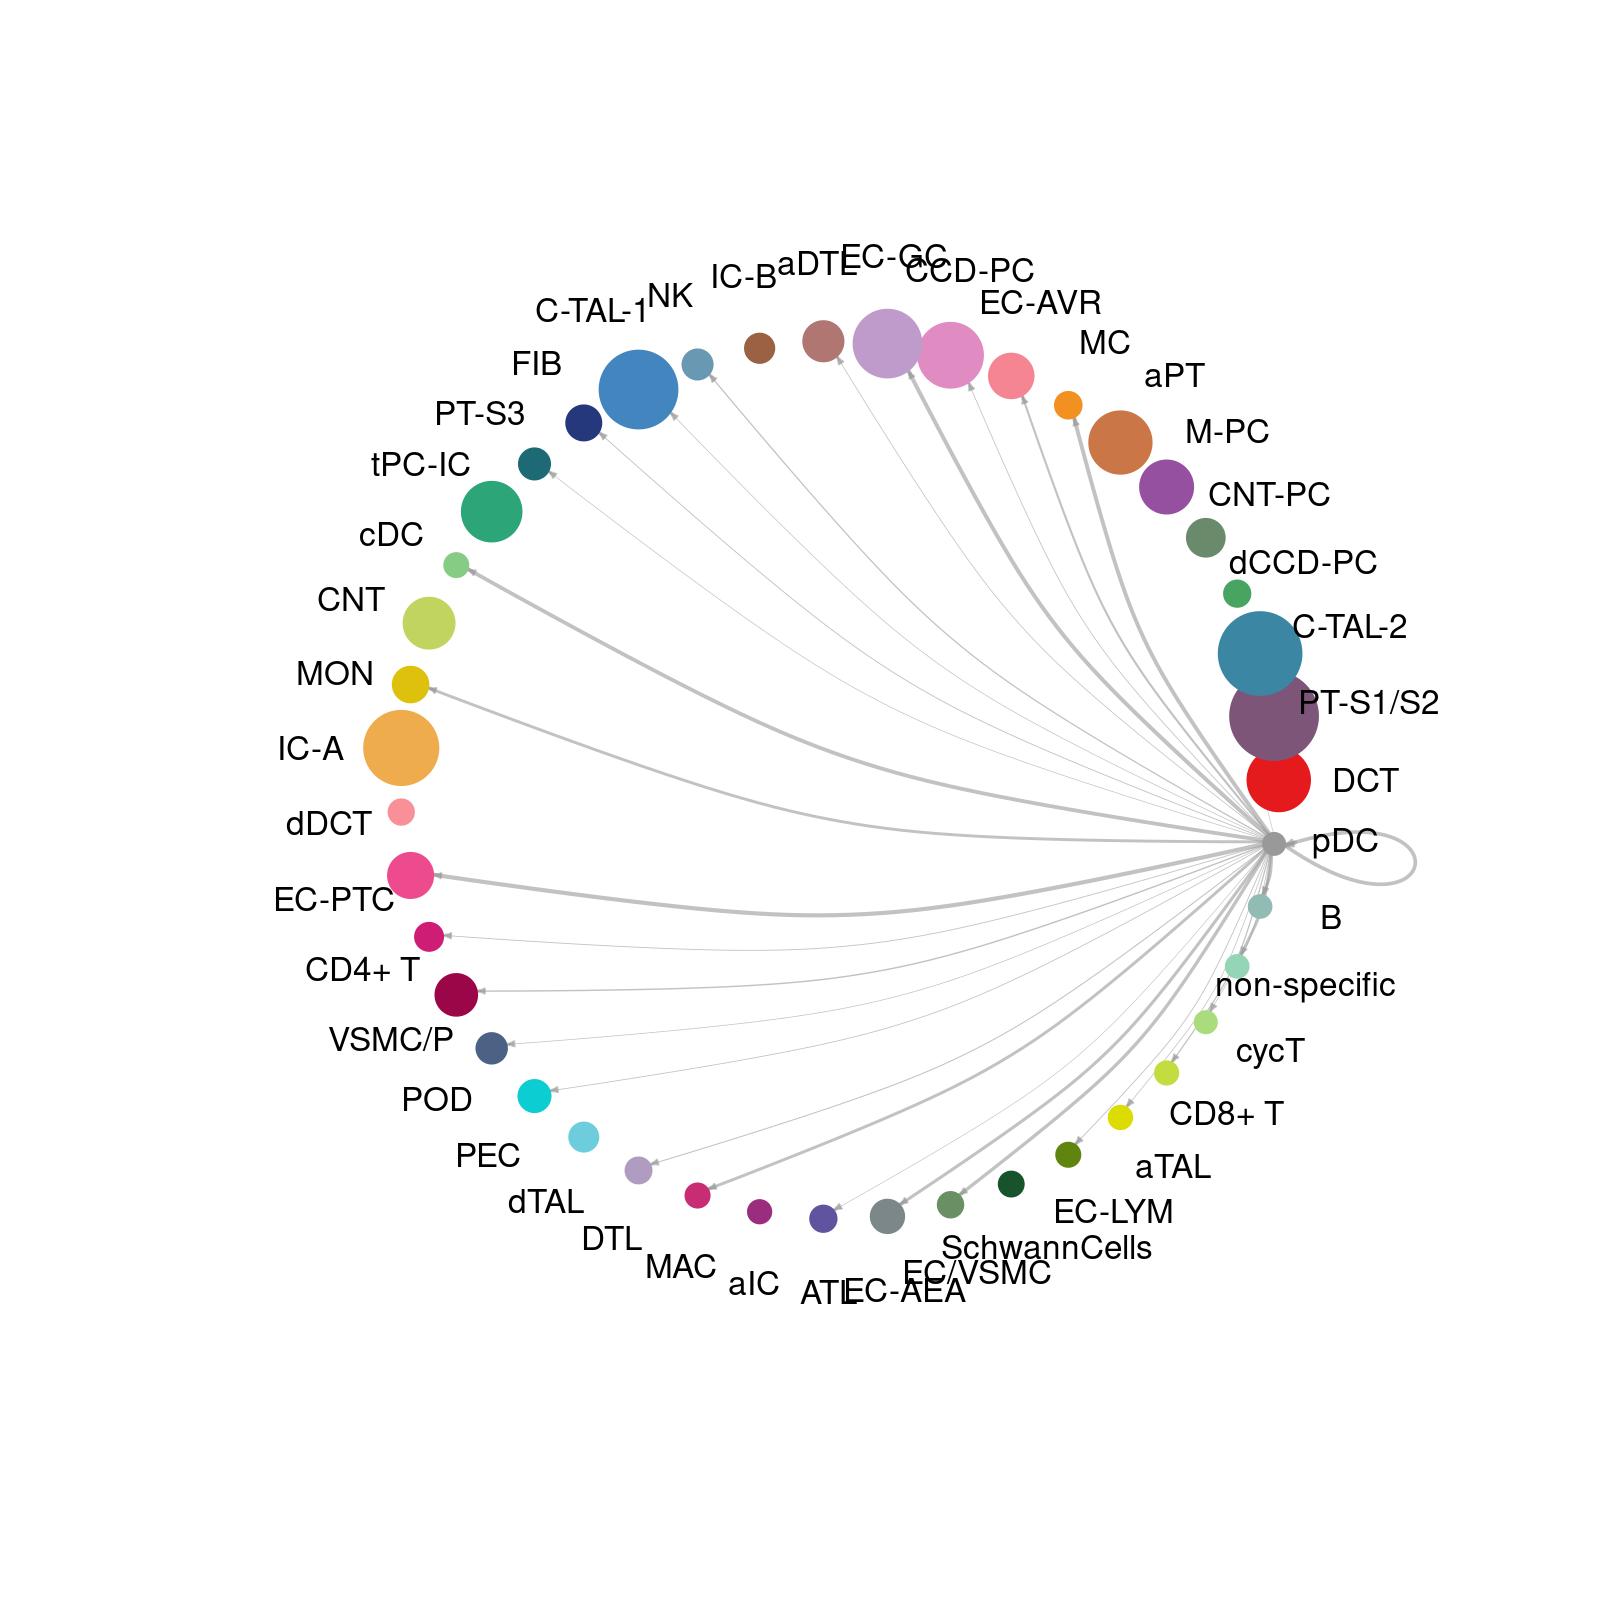 EC-GC
aDTL
CCD-PC
IC-B
NK
EC-AVR
C-TAL-1
MC
FIB
aPT
PT-S3
M-PC
tPC-IC
CNT-PC
cDC
dCCD-PC
CNT
C-TAL-2
MON
PT-S1/S2
IC-A
DCT
dDCT
pDC
EC-PTC
B
CD4+ T
non-specific
VSMC/P
cycT
POD
CD8+ T
PEC
aTAL
dTAL
EC-LYM
DTL
SchwannCells
MAC
EC/VSMC
aIC
ATL
EC-AEA